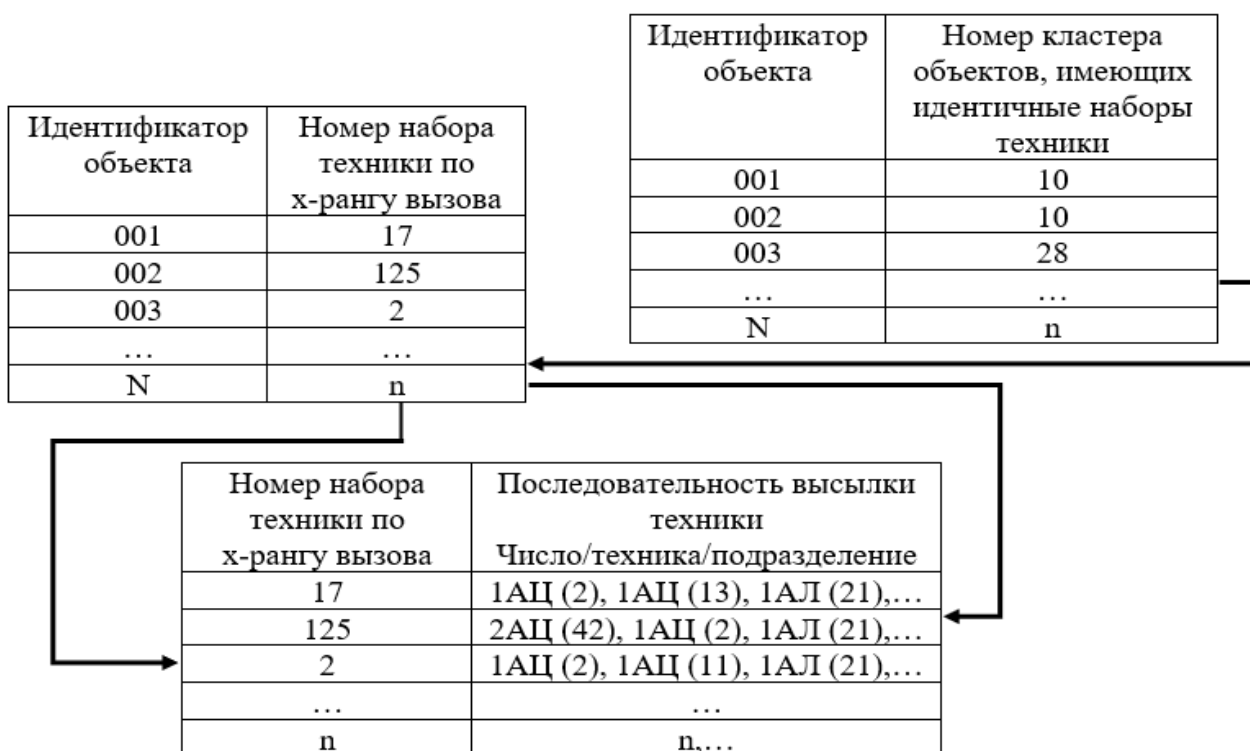 Идентификатор объекта | Номер кластера объектов, имеющих идентичные наборы техники
001 | 10
002 | 10
003 | 28
… | …
N | n
Идентификатор объекта | Номер набора техники по х-рангу вызова
001 | 17
002 | 125
003 | 2
… | …
N | n
Номер набора техники по х-рангу вызова | Последовательность высылки техники Число/техника/подразделение
17 | 1АЦ (2), 1АЦ (13), 1АЛ (21),…
125 | 2АЦ (42), 1АЦ (2), 1АЛ (21),…
2 | 1АЦ (2), 1АЦ (11), 1АЛ (21),…
… | …
n | n,…